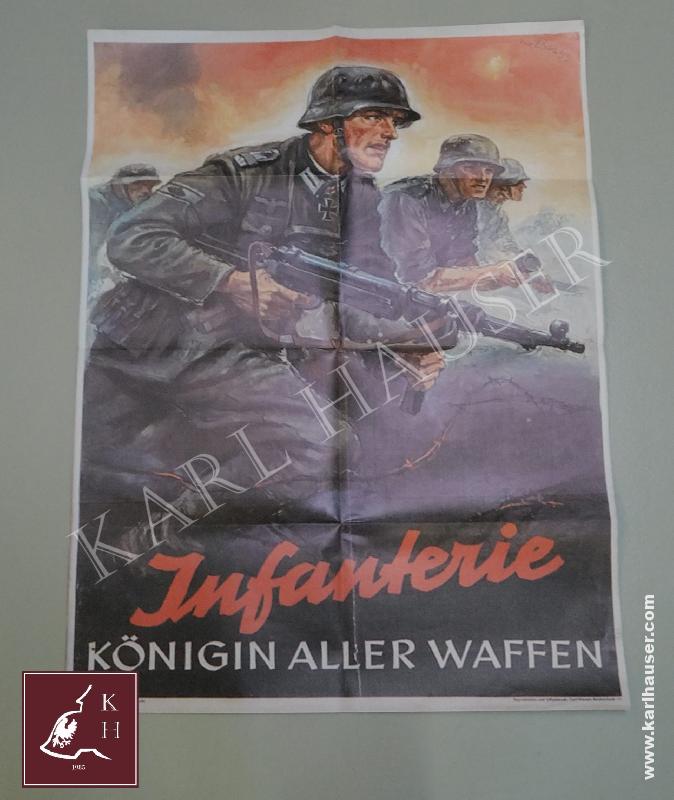 Infanterie
KÖNIGIN ALLER WAFFEN
KARL HAUSER
K
H
1985
www.karlhauser.com